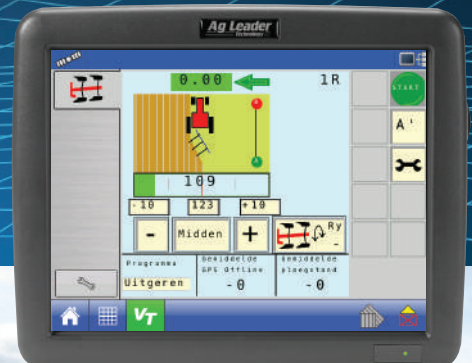 Ag Leader
Technology
0.00
1R
START
A'
109
-10
123
+10
-
Midden
+
Ry
-
Programma
Gemiddelde
GPS Offline
Gemiddelde
ploegstand
Uitgeren
-0
-0
VT